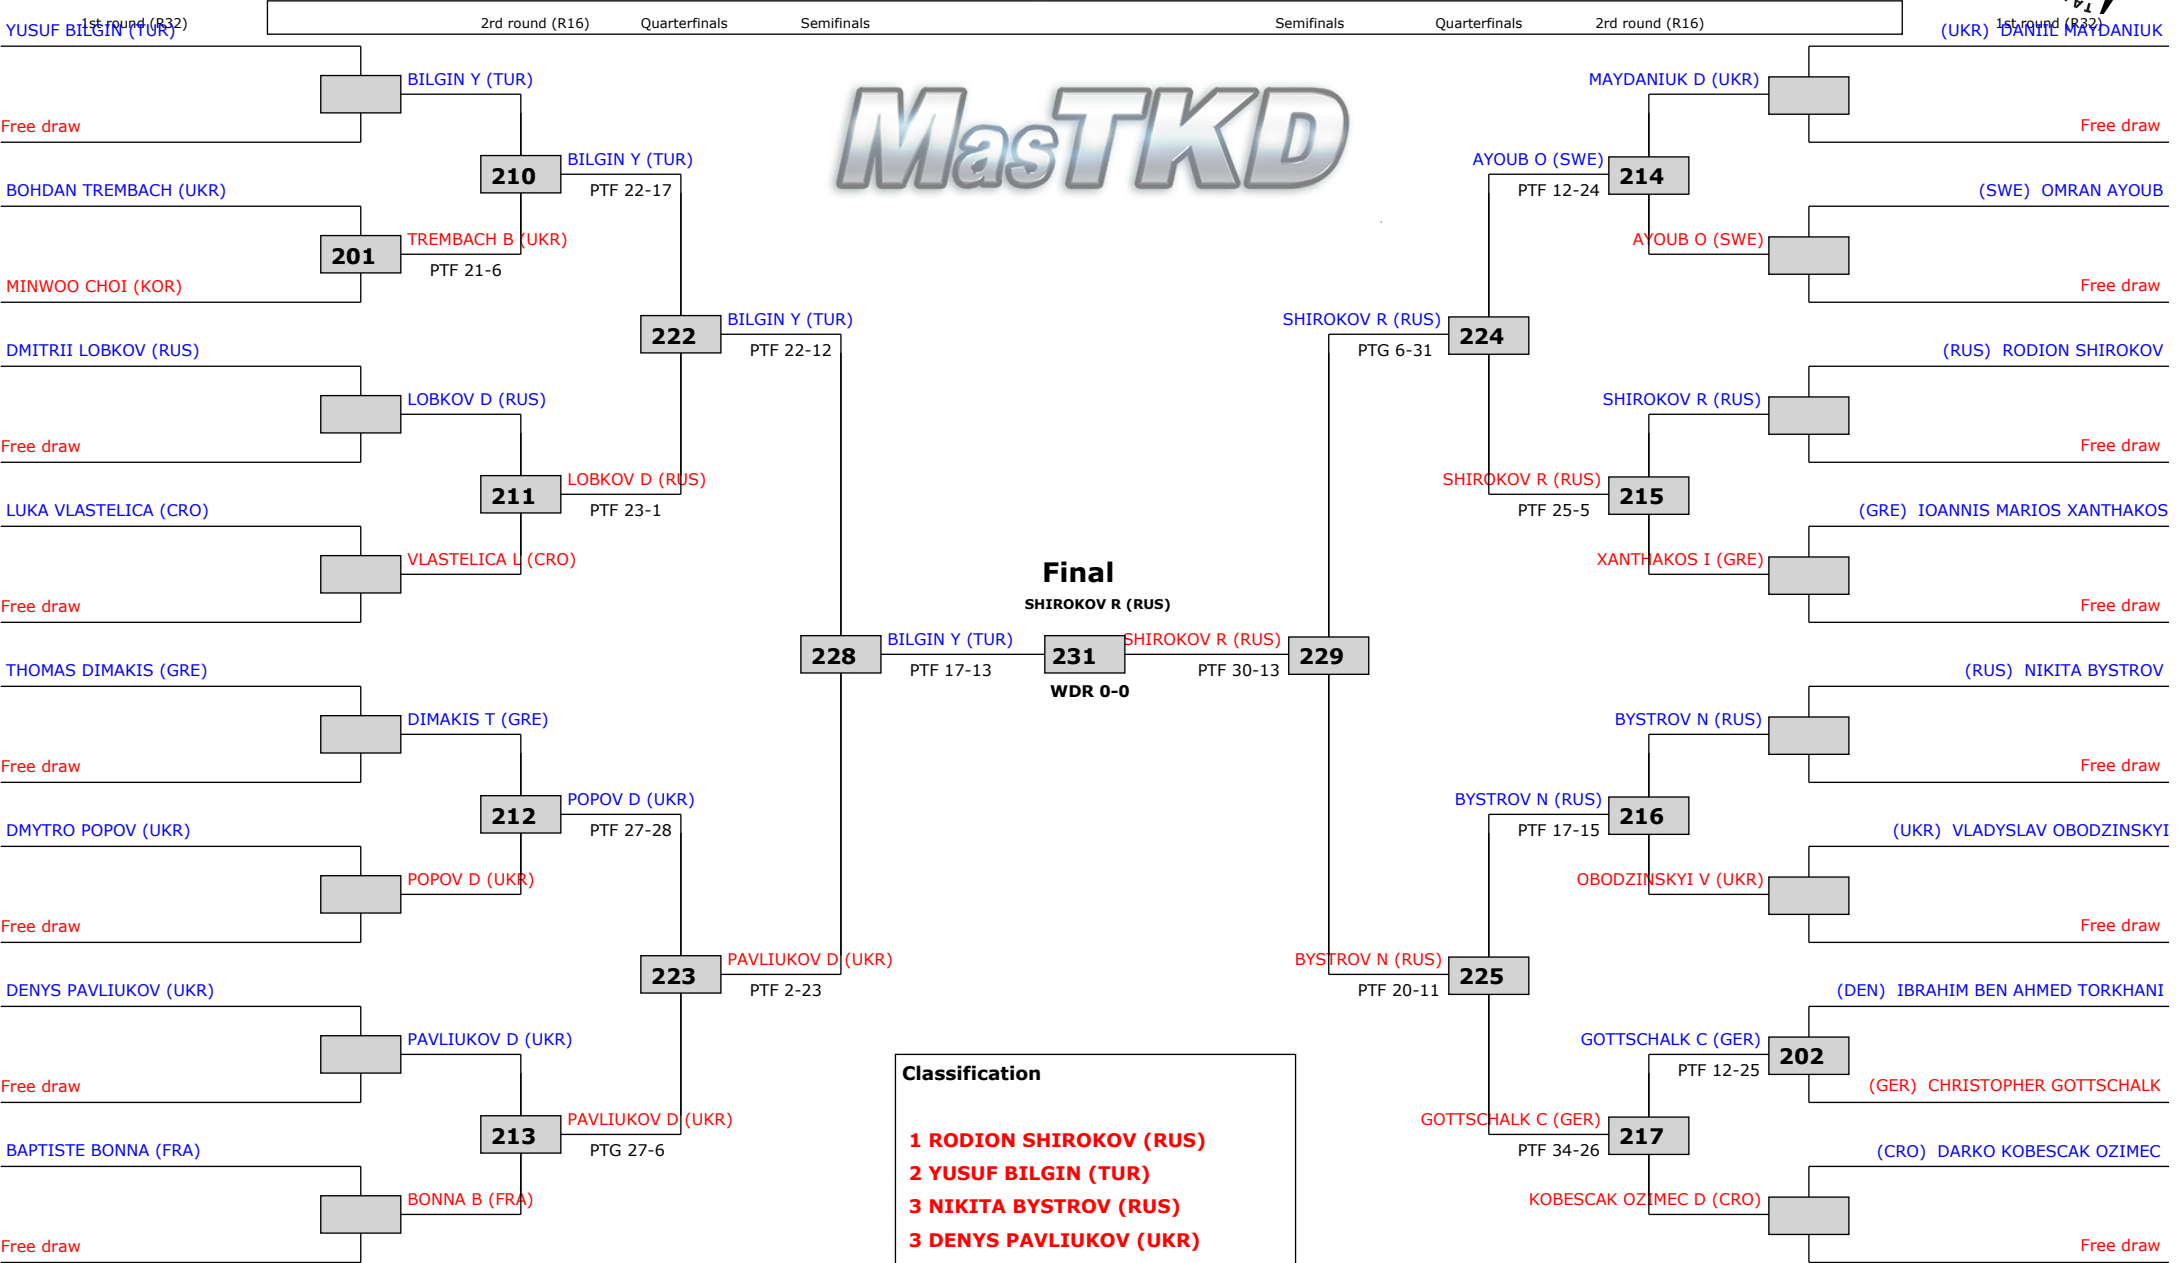 1st round (R32)
2rd round (R16)
Quarterfinals
Semifinals
Semifinals
Quarterfinals
2rd round (R16)
1st round (R32)
MasTKD
YUSUF BILGIN (TUR)
Free draw
BOHDAN TREMBACH (UKR)
MINWOO CHOI (KOR)
DMITRII LOBKOV (RUS)
Free draw
LUKA VLASTELICA (CRO)
Free draw
THOMAS DIMAKIS (GRE)
Free draw
DMYTRO POPOV (UKR)
Free draw
DENYS PAVLIUKOV (UKR)
Free draw
BAPTISTE BONNA (FRA)
Free draw
BILGIN Y (TUR)
201
TREMBACH B (UKR)
PTF 21-6
LOBKOV D (RUS)
VLASTELICA L (CRO)
DIMAKIS T (GRE)
POPOV D (UKR)
PAVLIUKOV D (UKR)
BONNA B (FRA)
210
BILGIN Y (TUR)
PTF 22-17
211
LOBKOV D (RUS)
PTF 23-1
212
POPOV D (UKR)
PTF 27-28
213
PAVLIUKOV D (UKR)
PTG 27-6
222
BILGIN Y (TUR)
PTF 22-12
223
PAVLIUKOV D (UKR)
PTF 2-23
228
BILGIN Y (TUR)
PTF 17-13
Final
SHIROKOV R (RUS)
231
WDR 0-0
SHIROKOV R (RUS)
PTF 30-13
229
SHIROKOV R (RUS)
PTG 6-31
224
BYSTROV N (RUS)
PTF 20-11
225
AYOUB O (SWE)
PTF 12-24
214
SHIROKOV R (RUS)
PTF 25-5
215
BYSTROV N (RUS)
PTF 17-15
216
GOTTSCHALK C (GER)
PTF 34-26
217
MAYDANIUK D (UKR)
AYOUB O (SWE)
SHIROKOV R (RUS)
XANTHAKOS I (GRE)
BYSTROV N (RUS)
OBODZINSKYI V (UKR)
GOTTSCHALK C (GER)
PTF 12-25
202
KOBESCAK OZIMEC D (CRO)
(UKR) DANIIL MAYDANIUK
Free draw
(SWE) OMRAN AYOUB
Free draw
(RUS) RODION SHIROKOV
Free draw
(GRE) IOANNIS MARIOS XANTHAKOS
Free draw
(RUS) NIKITA BYSTROV
Free draw
(UKR) VLADYSLAV OBODZINSKYI
Free draw
(DEN) IBRAHIM BEN AHMED TORKHANI
(GER) CHRISTOPHER GOTTSCHALK
(CRO) DARKO KOBESCAK OZIMEC
Free draw
Classification
1 RODION SHIROKOV (RUS)
2 YUSUF BILGIN (TUR)
3 NIKITA BYSTROV (RUS)
3 DENYS PAVLIUKOV (UKR)